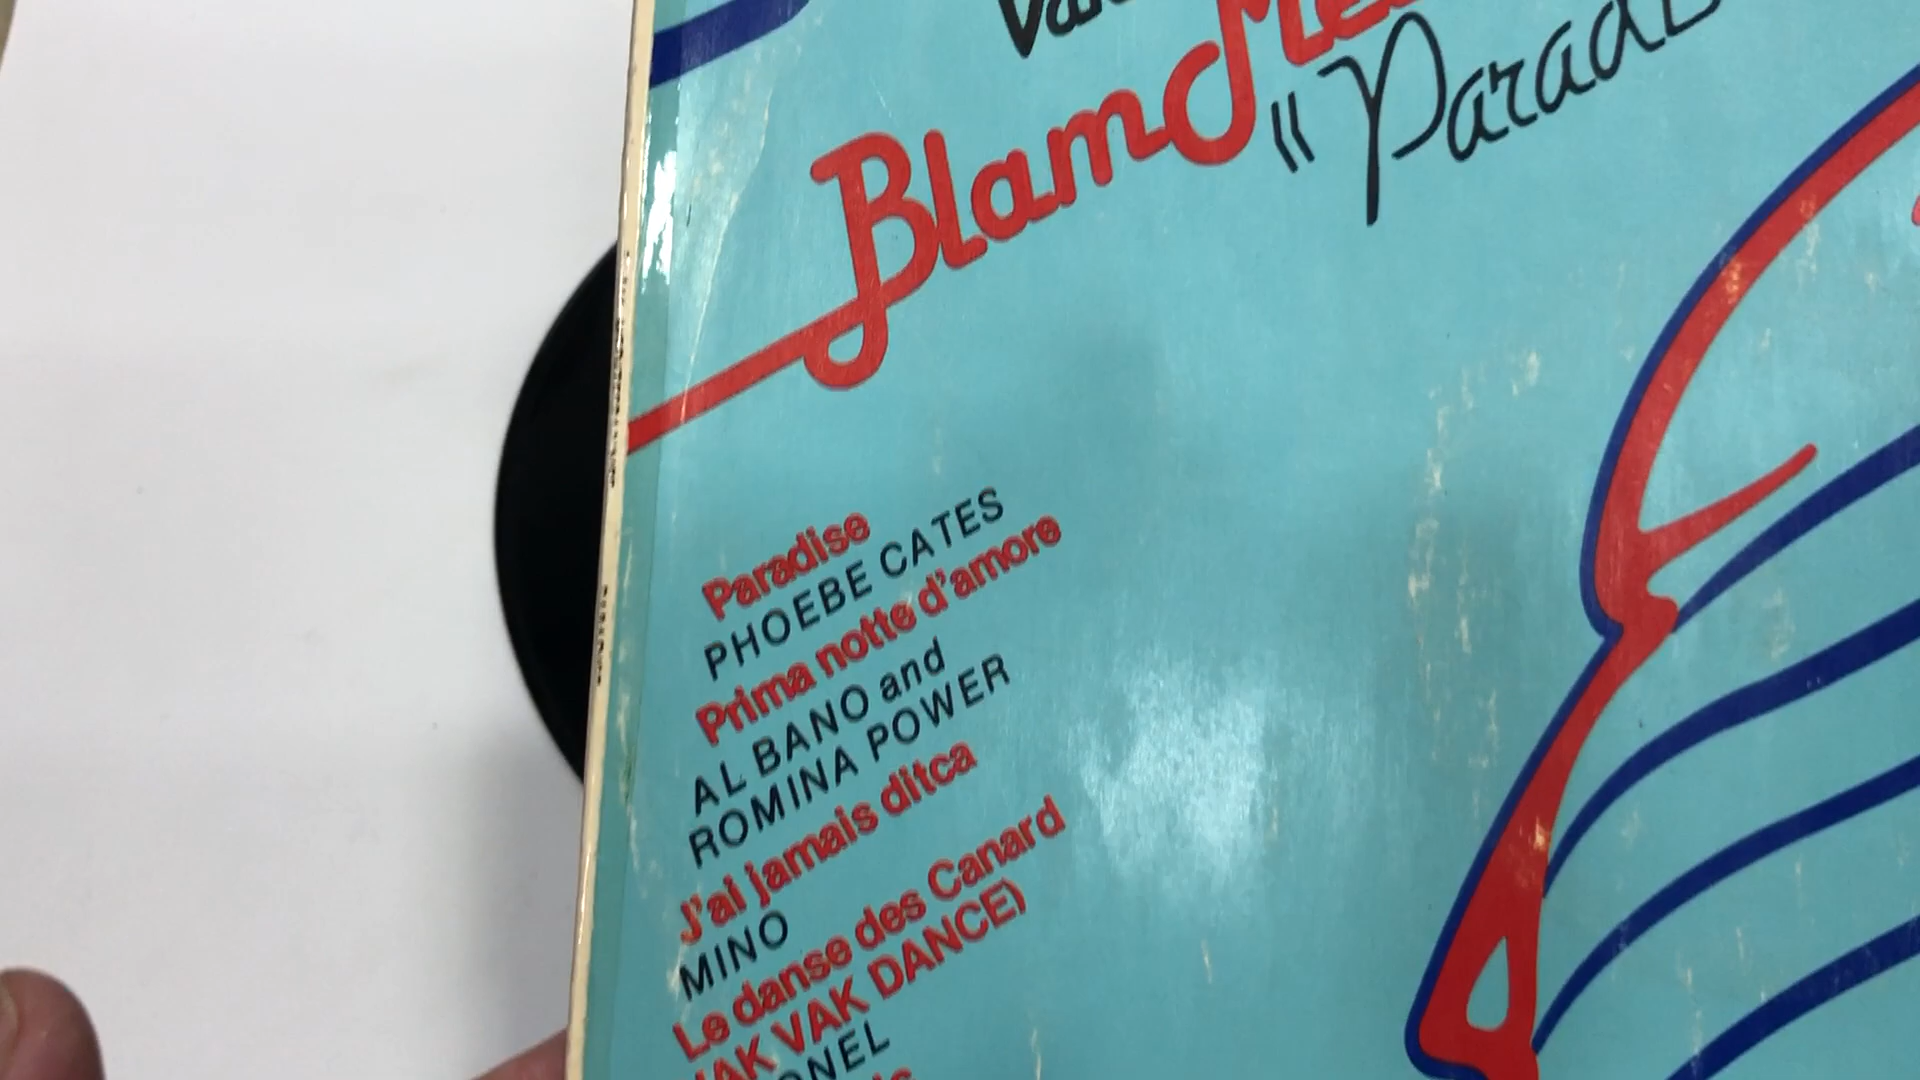 Blam
"Parad
Paradise
PHOEBE CATES
Prima notte d'amore
AL BANO and
ROMINA POWER
J'ai jamais ditca
MINO
Le danse des Canard
VAK DANCE)